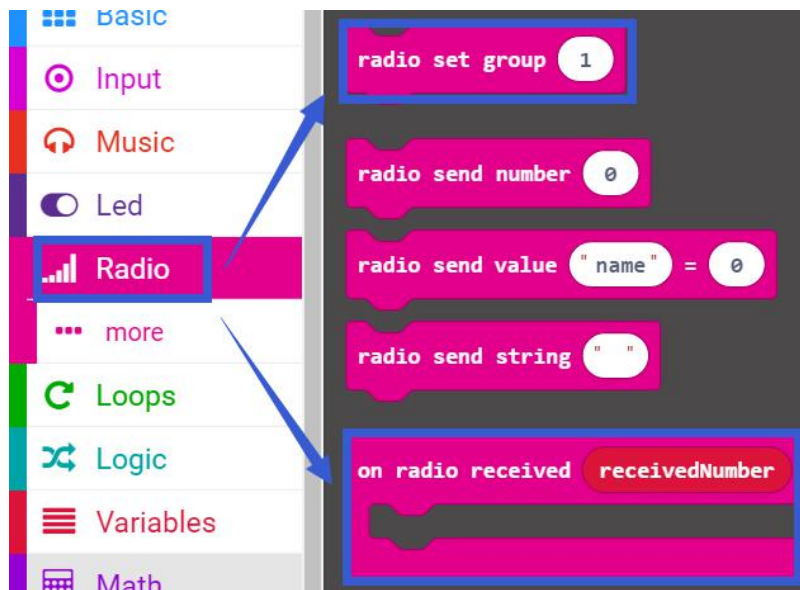 Basic
Input
Music
Led
Radio
more
Loops
Logic
Variables
Math
radio set group 1
radio send number 0
radio send value "name" = 0
radio send string " "
on radio received receivedNumber